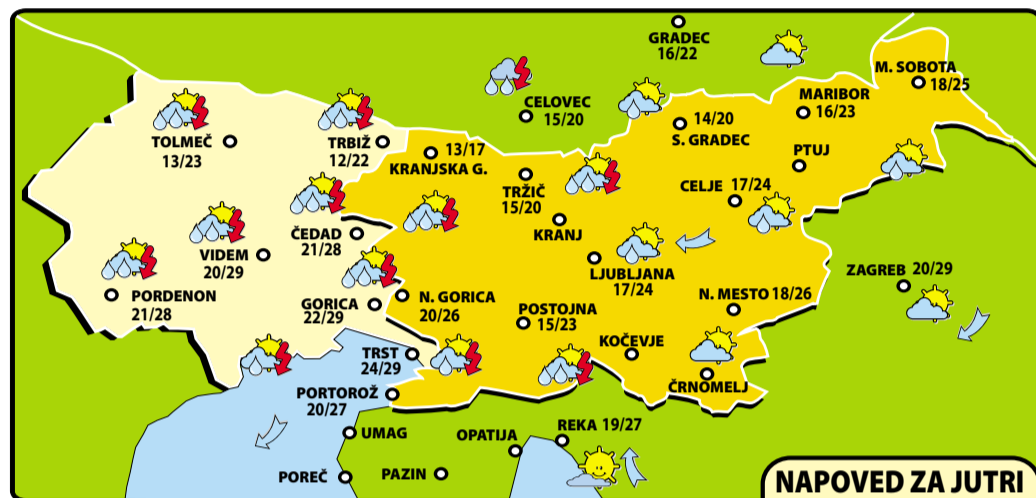 GRADEC
16/22
M. SOBOTA
18/25
MARIBOR
16/23
CELOVEC
15/20
14/20
S. GRADEC
TOLMEČ
13/23
TRBIŽ
12/22
13/17
KRANJSKA G.
PTUJ
TRŽIČ
15/20
CELJE 17/24
KRANJ
ČEDAD
21/28
VIDEM
20/29
LJUBLJANA
17/24
ZAGREB 20/29
PORDENON
21/28
GORICA
22/29
N. GORICA
20/26
POSTOJNA
15/23
N. MESTO 18/26
KOČEVJE
TRST
24/29
ČRNOMELJ
PORTOROŽ
20/27
UMAG
OPATIJA
REKA 19/27
POREČ
PAZIN
NAPOVED ZA JUTRI